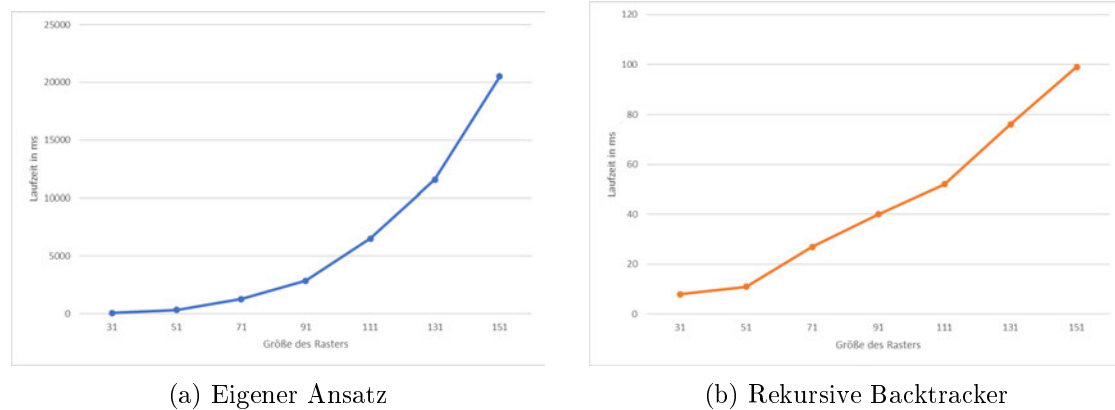 25000
20000
15000
10000
5000
0
Laufzeit in ms
31 51 71 91 111 131 151
Größe des Rasters
(a) Eigener Ansatz
120
100
80
60
40
20
0
Laufzeit in ms
31 51 71 91 111 131 151
Größe des Rasters
(b) Rekursive Backtracker